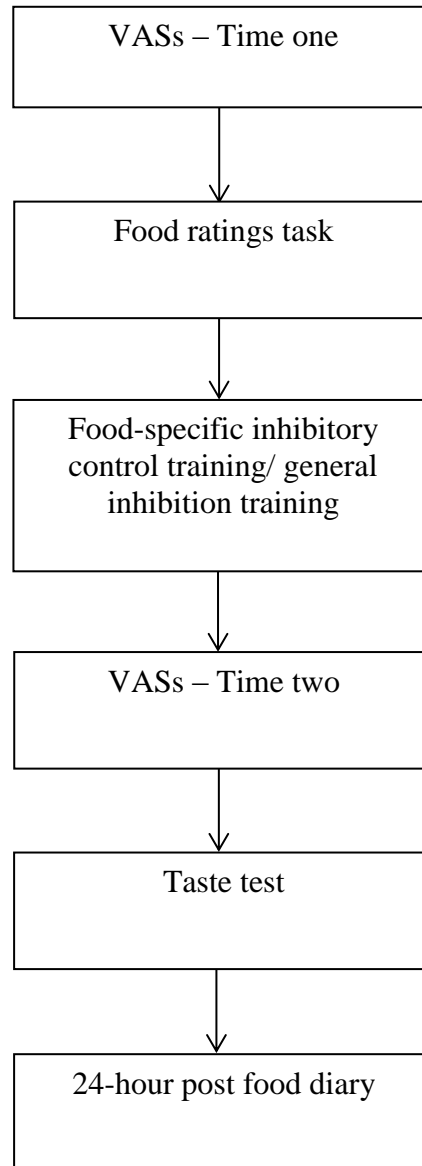 VASs – Time one
Food ratings task
Food-specific inhibitory
control training/ general
inhibition training
VASs – Time two
Taste test
24-hour post food diary